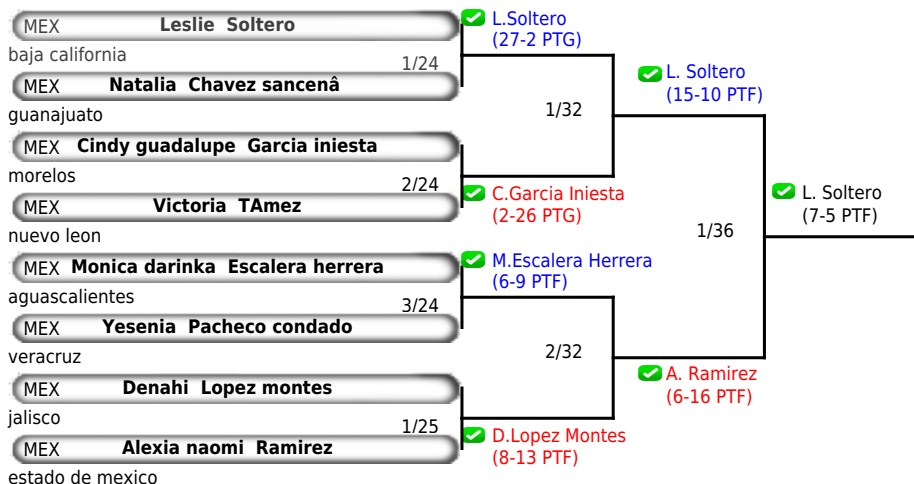 MEX Leslie Soltero
baja california
1/24
MEX Natalia Chavez sancenâ
guanajuato
MEX Cindy guadalupe Garcia iniesta
morelos
2/24
MEX Victoria TAmez
nuevo leon
MEX Monica darinka Escalera herrera
aguascalientes
3/24
MEX Yesenia Pacheco condado
veracruz
MEX Denahi Lopez montes
jalisco
1/25
MEX Alexia naomi Ramirez
estado de mexico
L.Soltero
(27-2 PTG)
1/32
C.Garcia Iniesta
(2-26 PTG)
M.Escalera Herrera
(6-9 PTF)
2/32
D.Lopez Montes
(8-13 PTF)
L. Soltero
(15-10 PTF)
1/36
A. Ramirez
(6-16 PTF)
L. Soltero
(7-5 PTF)